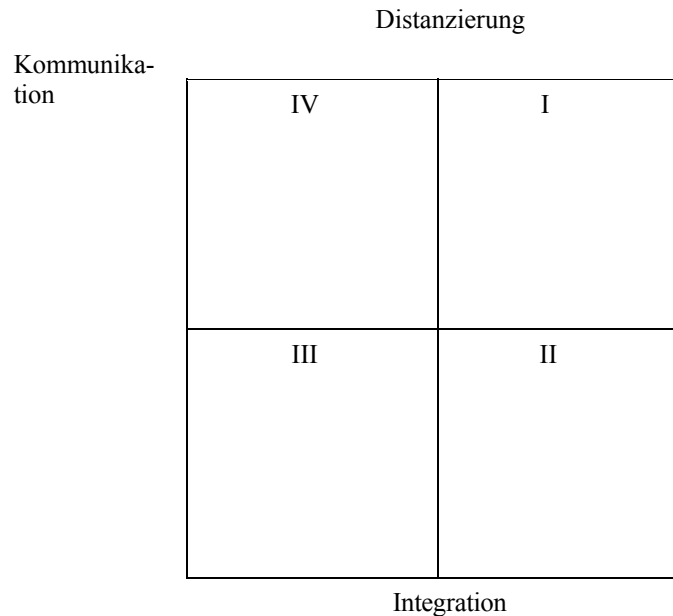 Distanzierung
Kommunika-
tion
IV I
III II
Integration